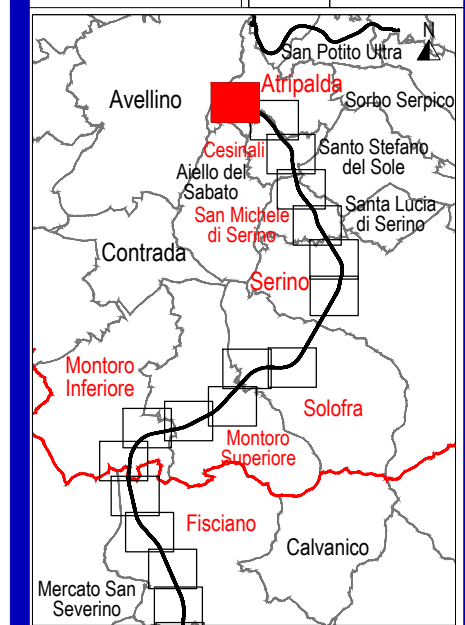 San Potito Ultra
N
Atripalda
Avellino
Sorbo Serpico
Cesinali
Santo Stefano
del Sole
Aiello del
Sabato
San Michele
di Serino
Santa Lucia
di Serino
Contrada
Serino
Montoro
Inferiore
Solofra
Montoro
Superiore
Fisciano
Calvanico
Mercato San
Severino